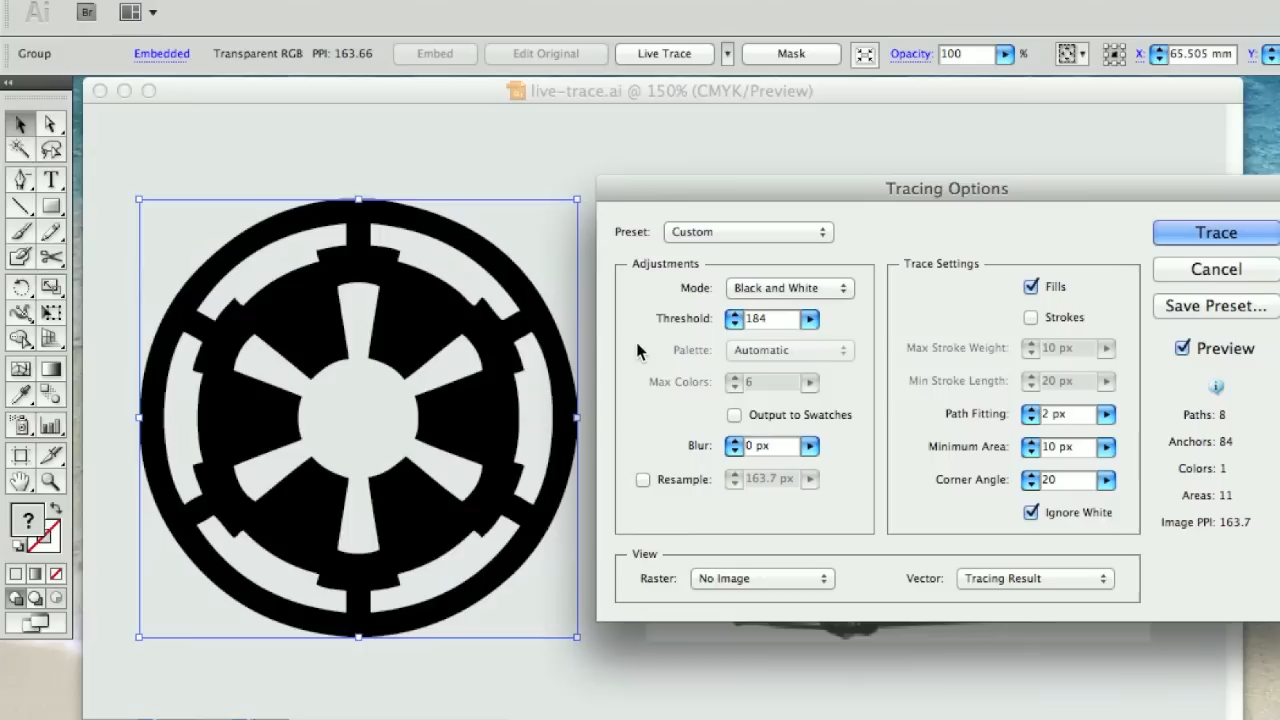 Ai Br
Group Embedded Transparent RGB PPI: 163.66 Embed Edit Original Live Trace Mask Opacity: 100 % X: 65.505 mm Y:
live-trace.ai @ 150% (CMYK/Preview)
T
Tracing Options
Preset: Custom Trace
Adjustments Trace Settings Cancel
Mode: Black and White Fills Save Preset...
Threshold: 184 Strokes
Palette: Automatic Max Stroke Weight: 10 px Preview
Max Colors: 6 Min Stroke Length: 20 px
Output to Swatches Path Fitting: 2 px Paths: 8
Blur: 0 px Minimum Area: 10 px Anchors: 84
Resample: 163.7 px Corner Angle: 20 Colors: 1
Ignore White Areas: 11
Image PPI: 163.7
?
View
Raster: No Image Vector: Tracing Result